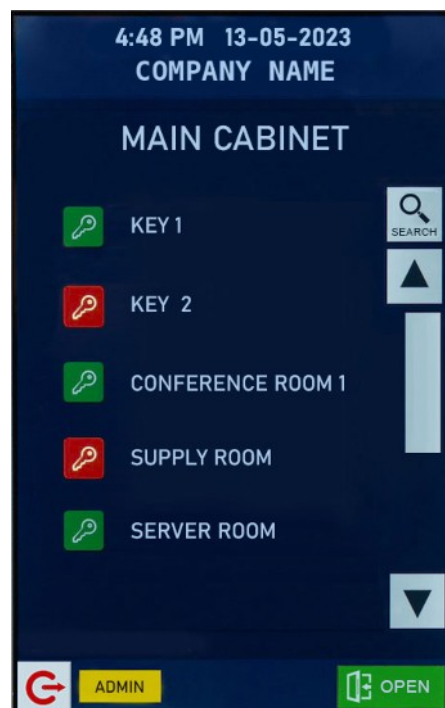 4:48 PM 13-05-2023
COMPANY NAME
MAIN CABINET
KEY 1
SEARCH
KEY 2
CONFERENCE ROOM 1
SUPPLY ROOM
SERVER ROOM
ADMIN
OPEN